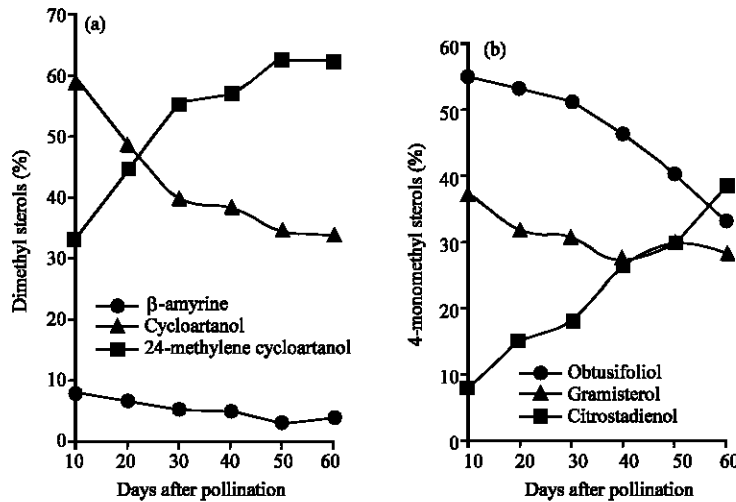 (a)
70
60
50
40
30
20
10
0
Dimethyl sterols (%)
β-amyrine
Cycloartanol
24-methylene cycloartanol
10 20 30 40 50 60
Days after pollination
(b)
60
50
40
30
20
10
0
4-monomethyl sterols (%)
Obtusifoliol
Gramisterol
Citrostadienol
10 20 30 40 50 60
Days after pollination